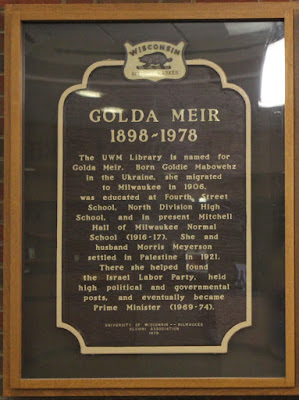 WISCONSIN
GOLDA MEIR
1898-1978
The UWM Library is named for
Golda Meir. Born Goldie Mabowehz
in the Ukraine, she migrated
to Milwaukee in 1906,
was educated at Fourth Street
School, North Division High
School, and in present Mitchell
Hall of Milwaukee Normal
School (1916-17). She and
husband Morris Meyerson
settled in Palestine in 1921.
There she helped found
the Israel Labor Party, held
high political and governmental
posts, and eventually became
Prime Minister (1969-74).
UNIVERSITY OF WISCONSIN--MILWAUKEE
ALUMNI ASSOCIATION
1979